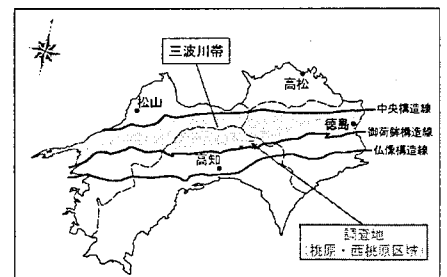 三波川帯
高松
松山
中央構造線
徳島
御荷鉾構造線
仏像構造線
高知
調査地
(桃原・西桃原区域)